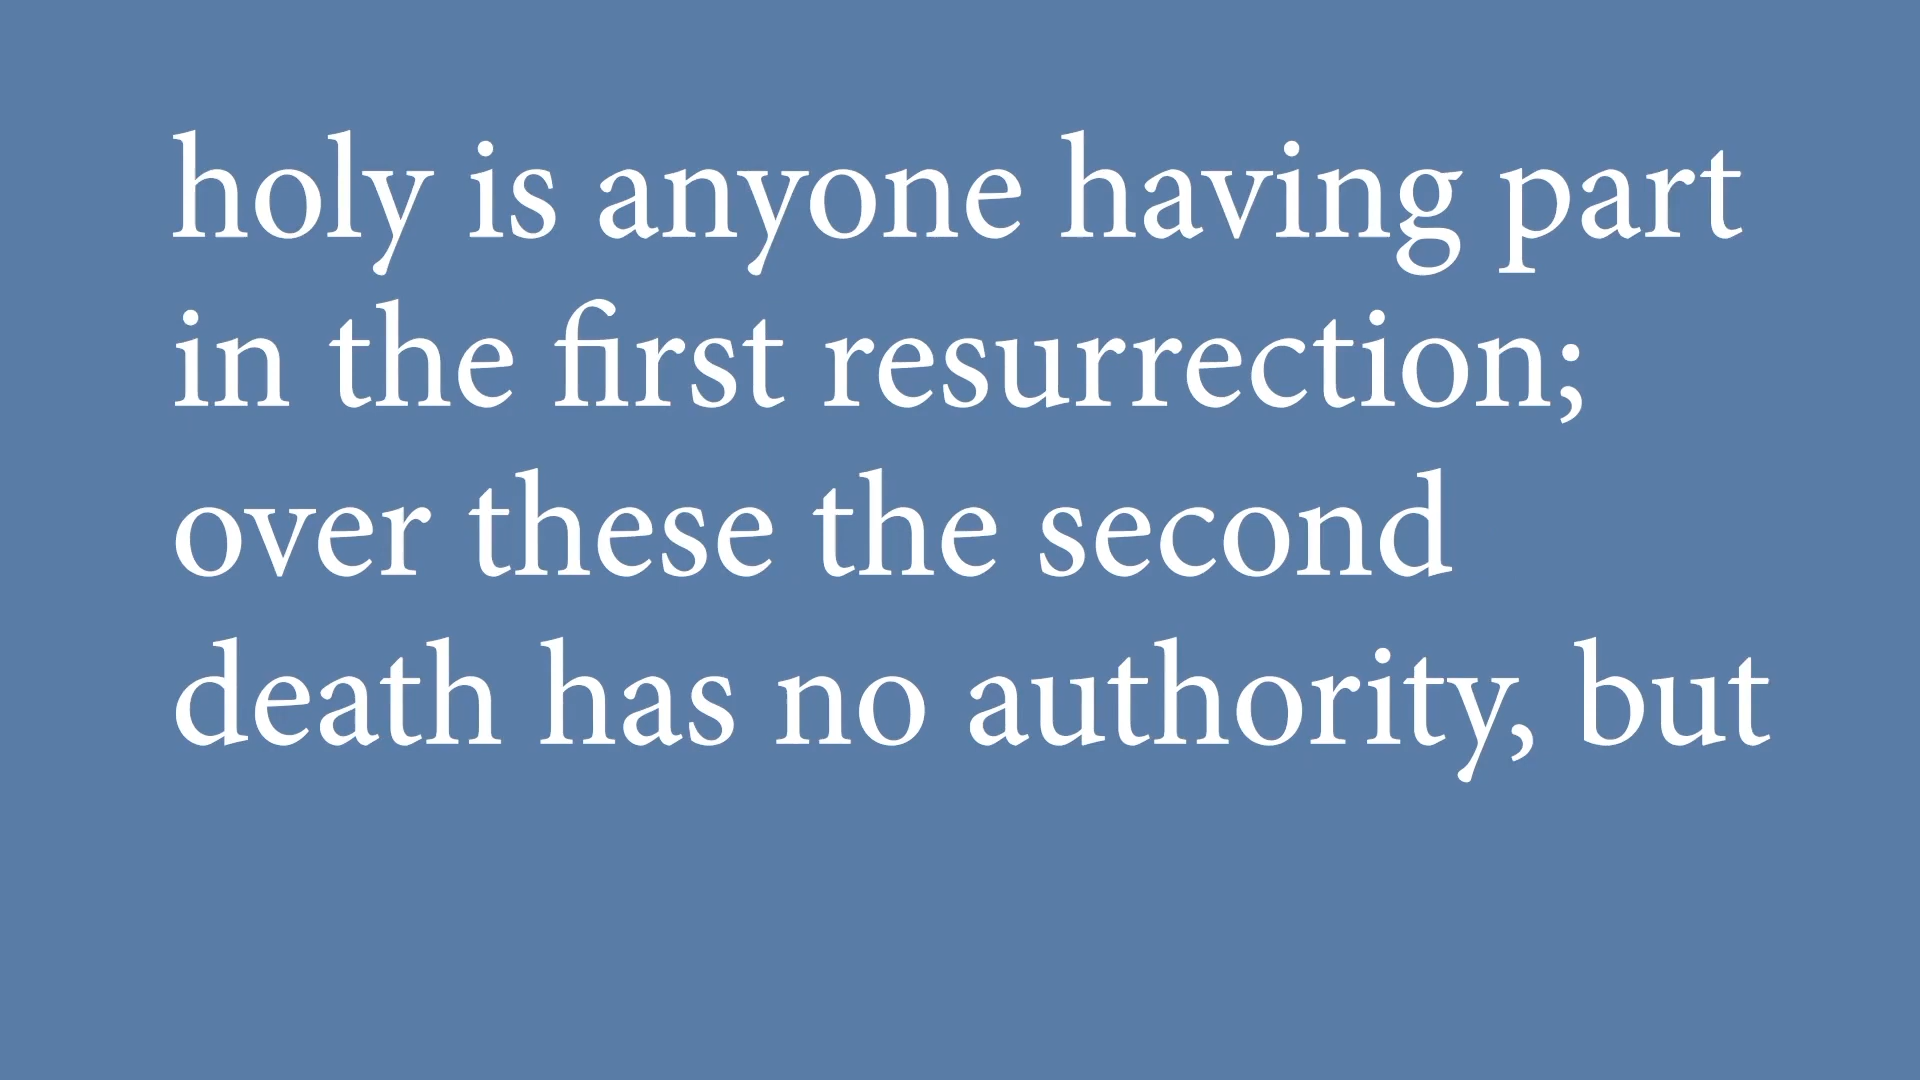 holy is anyone having part
in the first resurrection;
over these the second
death has no authority, but